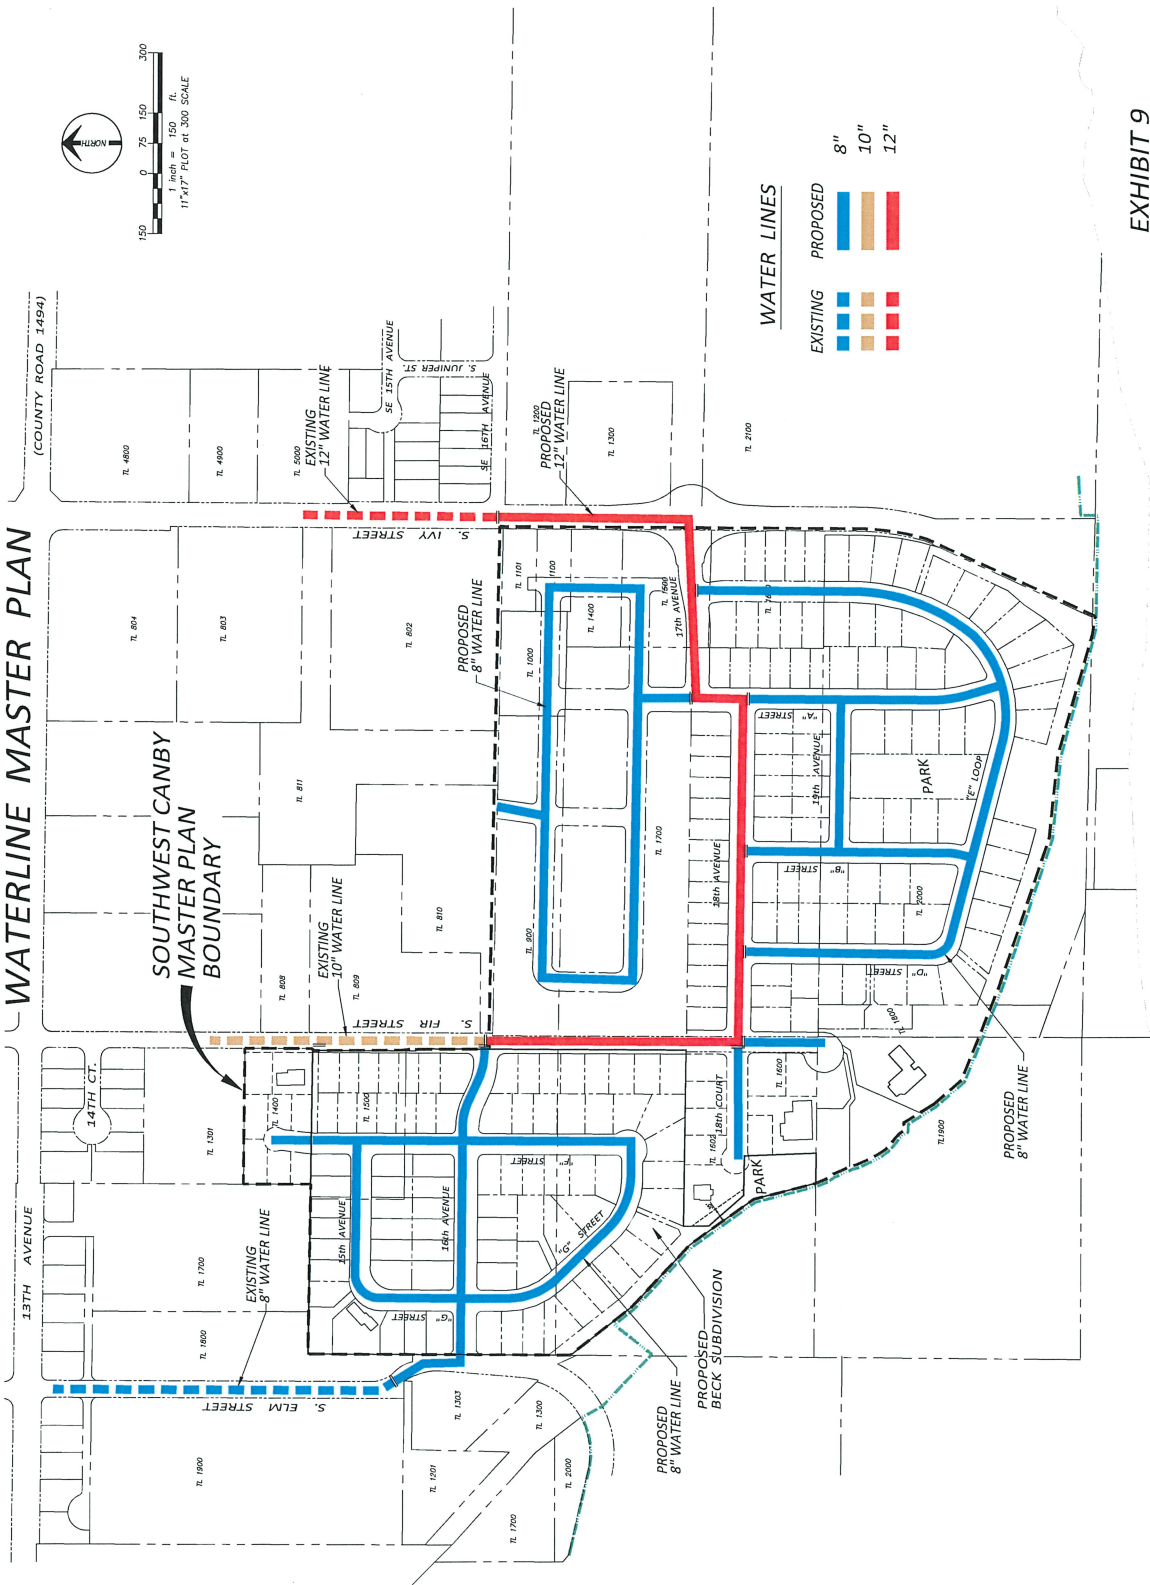 WATERLINE MASTER PLAN
NORTH
150
0
75
150
300
1 inch = 150 ft.
11"x17" PLOT at 300 SCALE
SOUTHWEST CANBY
MASTER PLAN
BOUNDARY
13TH AVENUE
(COUNTY ROAD 1494)
14TH CT.
TL 1301
TL 1700
TL 1800
TL 1900
S. ELM STREET
EXISTING
8" WATER LINE
TL 1303
TL 1300
TL 1201
TL 1700
TL 2000
TL 1400
TL 1500
15th AVENUE
16th AVENUE
"F" STREET
"G" STREET
"G" STREET
PROPOSED
8" WATER LINE
PROPOSED
BECK SUBDIVISION
TL 808
TL 809
TL 810
TL 811
TL 804
TL 803
TL 802
EXISTING
10" WATER LINE
S. FIR STREET
TL 4800
TL 4900
TL 5000
EXISTING
12" WATER LINE
S. IVY STREET
SE 15TH AVENUE
S. JUNIPER ST.
SE 16TH AVENUE
TL 1200
PROPOSED
12" WATER LINE
TL 1300
TL 2100
PROPOSED
8" WATER LINE
TL 900
TL 1000
TL 1101
1100
TL 1400
TL 1500
17th AVENUE
TL 1700
18th AVENUE
"A" STREET
19th AVENUE
"B" STREET
PARK
"E" LOOP
TL 2000
"D" STREET
TL 1800
18th COURT
TL 1602
TL 1600
PARK
TL1900
PROPOSED
8" WATER LINE
WATER LINES
EXISTING
PROPOSED
8"
10"
12"
EXHIBIT 9